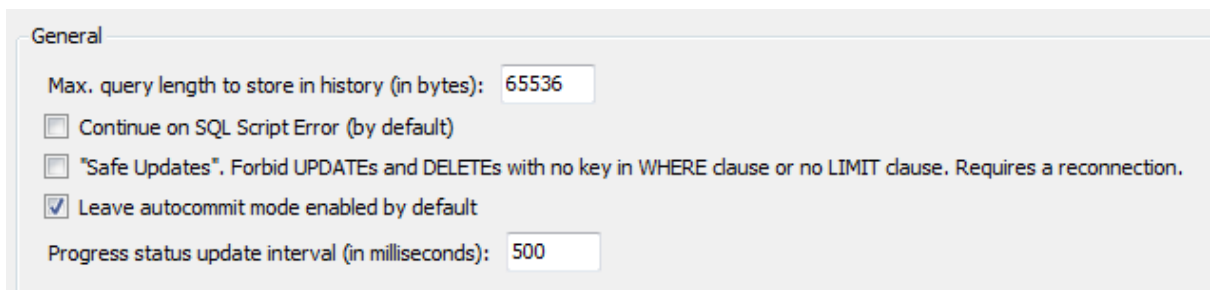 General
Max. query length to store in history (in bytes): 65536
Continue on SQL Script Error (by default)
"Safe Updates". Forbid UPDATEs and DELETEs with no key in WHERE clause or no LIMIT clause. Requires a reconnection.
Leave autocommit mode enabled by default
Progress status update interval (in milliseconds): 500